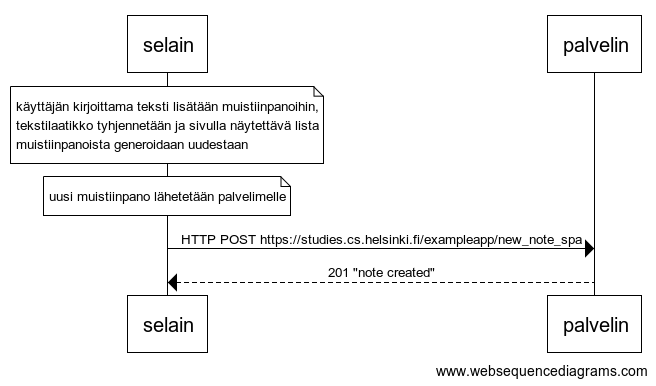 selain
palvelin
käyttäjän kirjoittama teksti lisätään muistiinpanoihin,
tekstilaatikko tyhjennetään ja sivulla näytettävä lista
muistiinpanoista generoidaan uudestaan
uusi muistiinpano lähetetään palvelimelle
HTTP POST https://studies.cs.helsinki.fi/exampleapp/new_note_spa
201 "note created"
selain
palvelin
www.websequencediagrams.com